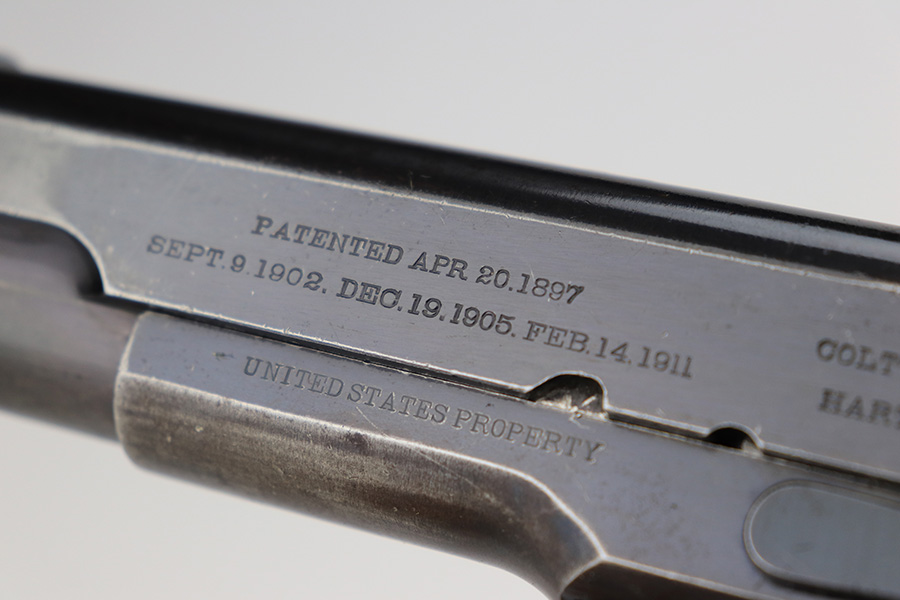 PATENTED APR 20.1897
SEPT.9.1902. DEC.19.1905. FEB.14.1911
UNITED STATES PROPERTY